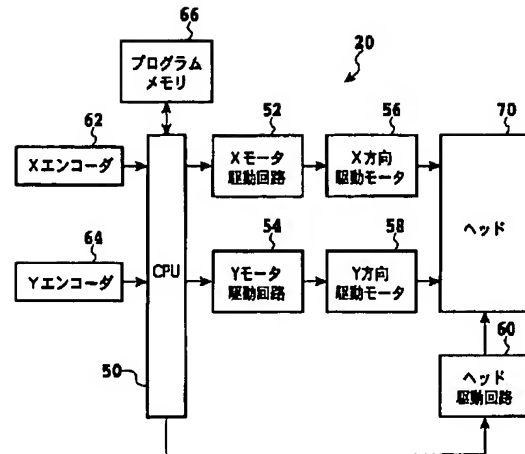 66
20
プログラム
メモリ
62
52
56
70
Xエンコーダ
Xモータ
駆動回路
X方向
駆動モータ
ヘッド
64
54
58
Yエンコーダ
CPU
Yモータ
駆動回路
Y方向
駆動モータ
60
50
ヘッド
駆動回路